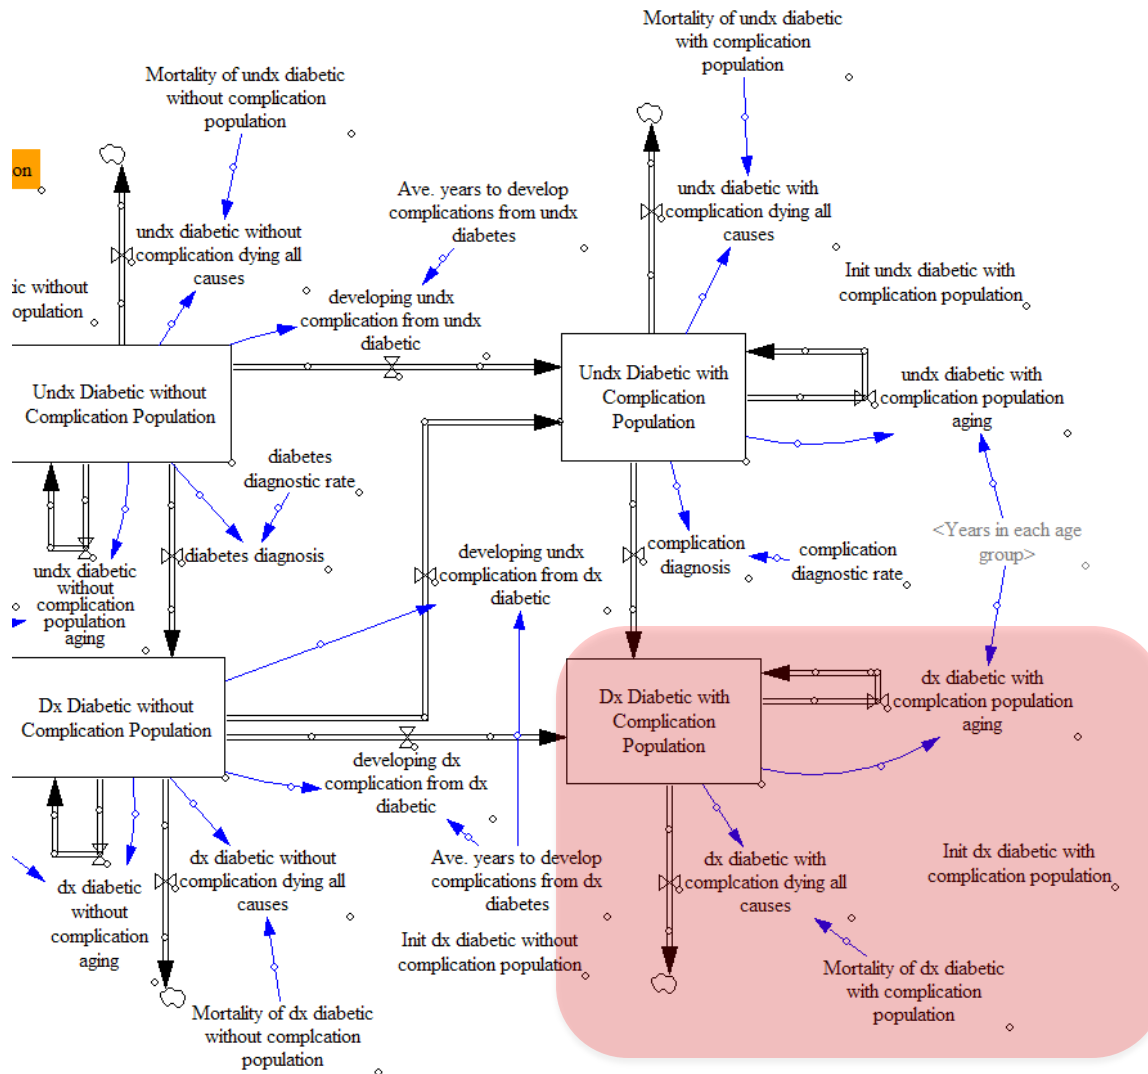 Mortality of undx diabetic
with complication
population
Mortality of undx diabetic
without complication
population
on
Ave. years to develop
complications from undx
diabetes
undx diabetic with
complication dying all
causes
undx diabetic without
complication dying all
causes
Init undx diabetic with
complication population
tic without
opulation
developing undx
complication from undx
diabetic
Undx Diabetic without
Complication Population
Undx Diabetic with
Complication
Population
undx diabetic with
complication population
aging
diabetes
diagnostic rate
diabetes diagnosis
undx diabetic
without
complication
population
aging
developing undx
complication from dx
diabetic
complication
diagnosis
complication
diagnostic rate
<Years in each age
group>
Dx Diabetic without
Complication Population
Dx Diabetic with
Complication
Population
dx diabetic with
complcation population
aging
developing dx
complication from dx
diabetic
dx diabetic
without
complication
aging
dx diabetic without
complication dying all
causes
Ave. years to develop
complications from dx
diabetes
dx diabetic with
complcation dying all
causes
Init dx diabetic with
complication population
Init dx diabetic without
complication population
Mortality of dx diabetic
without complcation
population
Mortality of dx diabetic
with complication
population